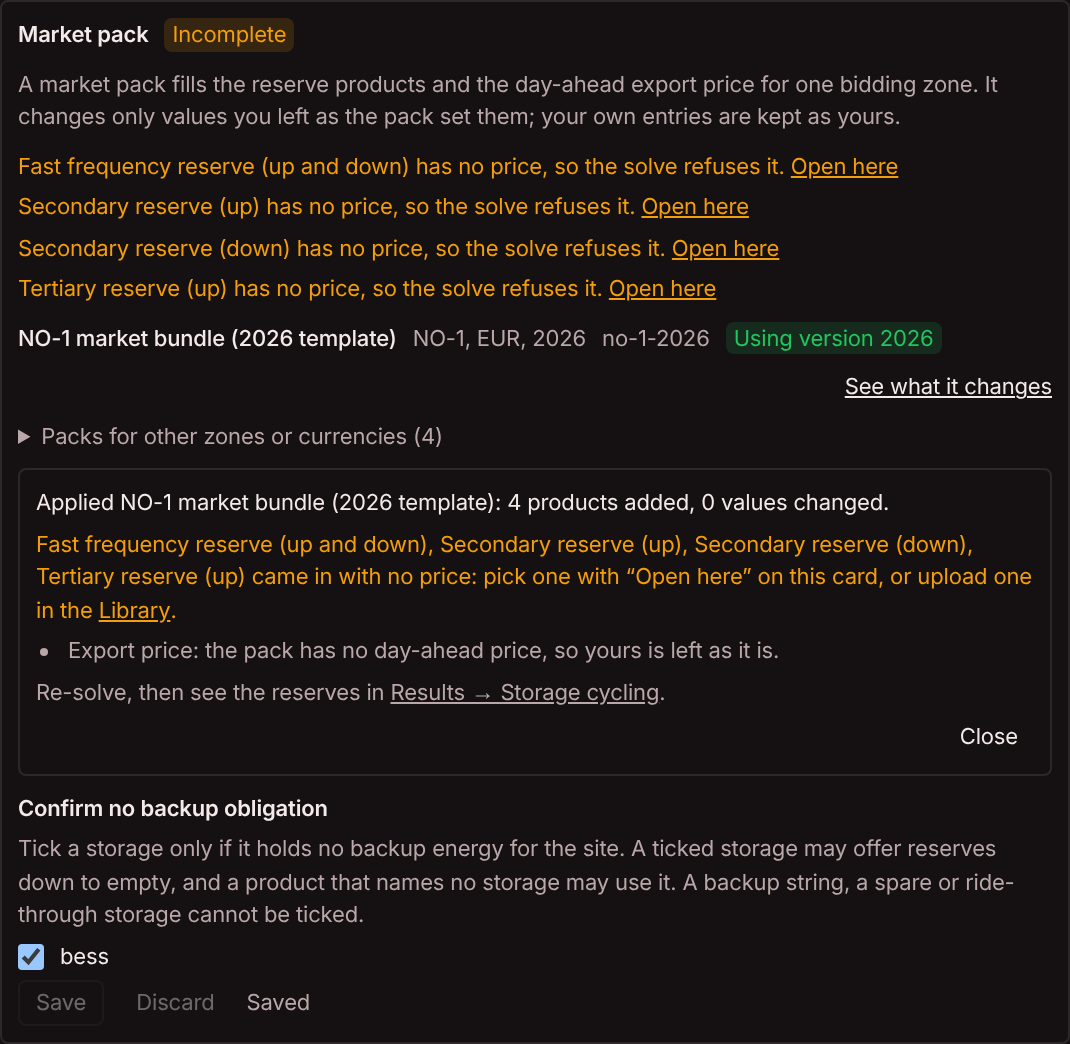 Market pack Incomplete
A market pack fills the reserve products and the day-ahead export price for one bidding zone. It
changes only values you left as the pack set them; your own entries are kept as yours.
Fast frequency reserve (up and down) has no price, so the solve refuses it. Open here
Secondary reserve (up) has no price, so the solve refuses it. Open here
Secondary reserve (down) has no price, so the solve refuses it. Open here
Tertiary reserve (up) has no price, so the solve refuses it. Open here
NO-1 market bundle (2026 template) NO-1, EUR, 2026 no-1-2026 Using version 2026
See what it changes
▶ Packs for other zones or currencies (4)
Applied NO-1 market bundle (2026 template): 4 products added, 0 values changed.
Fast frequency reserve (up and down), Secondary reserve (up), Secondary reserve (down),
Tertiary reserve (up) came in with no price: pick one with “Open here” on this card, or upload one
in the Library.
• Export price: the pack has no day-ahead price, so yours is left as it is.
Re-solve, then see the reserves in Results → Storage cycling.
Close
Confirm no backup obligation
Tick a storage only if it holds no backup energy for the site. A ticked storage may offer reserves
down to empty, and a product that names no storage may use it. A backup string, a spare or ride-
through storage cannot be ticked.
bess
Save Discard Saved